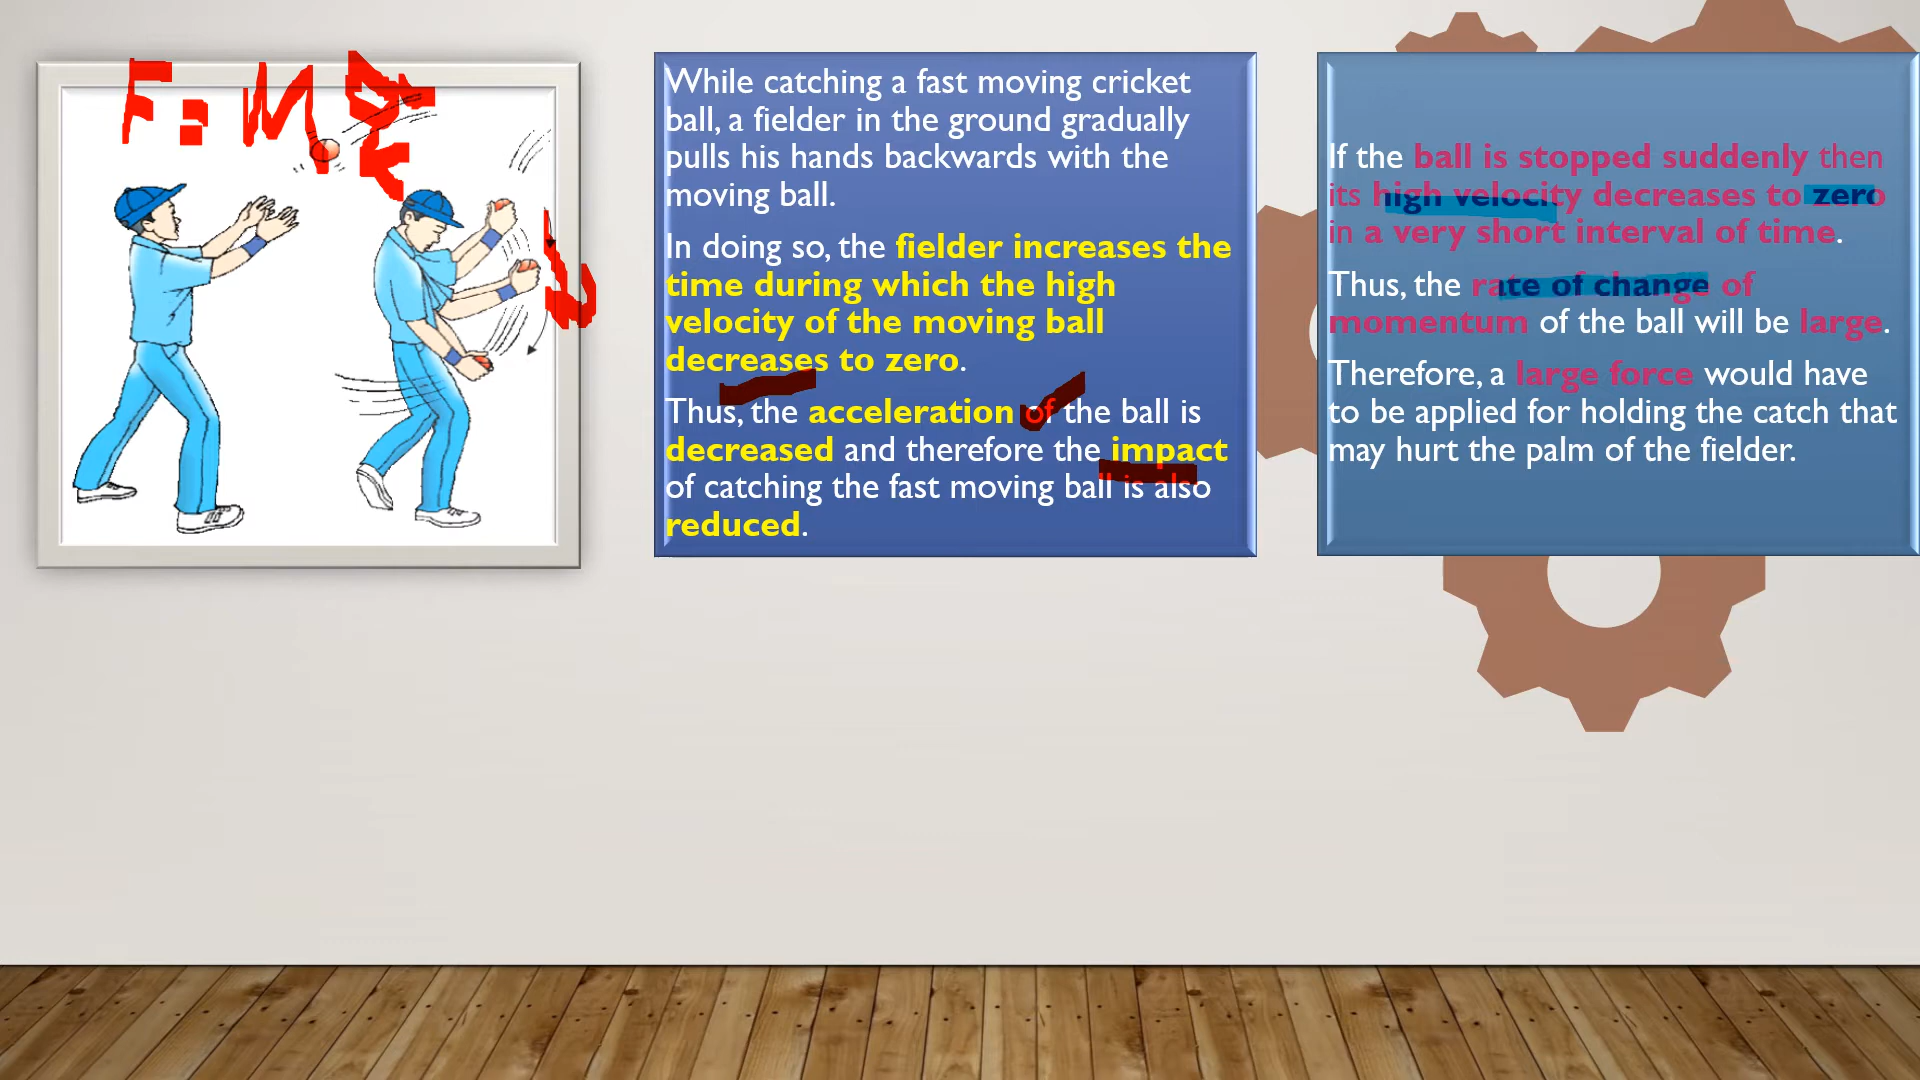 F = M
While catching a fast moving cricket
ball, a fielder in the ground gradually
pulls his hands backwards with the
moving ball.
In doing so, the fielder increases the
time during which the high
velocity of the moving ball
decreases to zero.
Thus, the acceleration of the ball is
decreased and therefore the impact
of catching the fast moving ball is also
reduced.
If the ball is stopped suddenly then
its high velocity decreases to zero
in a very short interval of time.
Thus, the rate of change of
momentum of the ball will be large.
Therefore, a large force would have
to be applied for holding the catch that
may hurt the palm of the fielder.